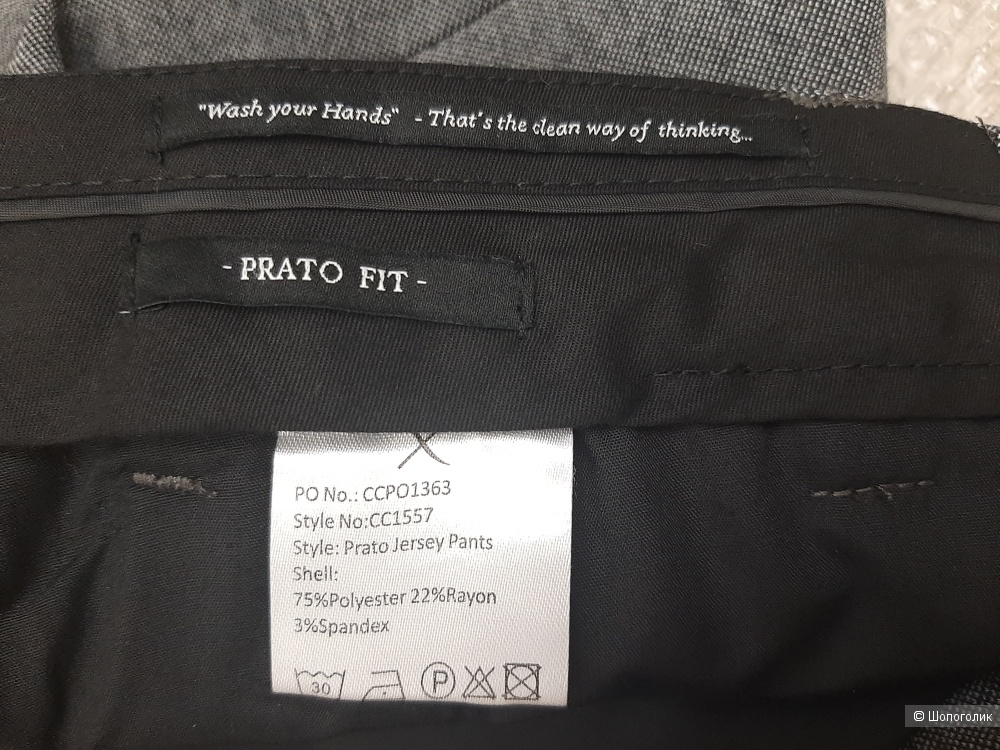 "Wash your Hands" - That's the clean way of thinking...
- PRATO FIT -
PO No.: CCPO1363
Style No:CC1557
Style: Prato Jersey Pants
Shell:
75%Polyester 22%Rayon
3%Spandex
30
P
© Шопоголик